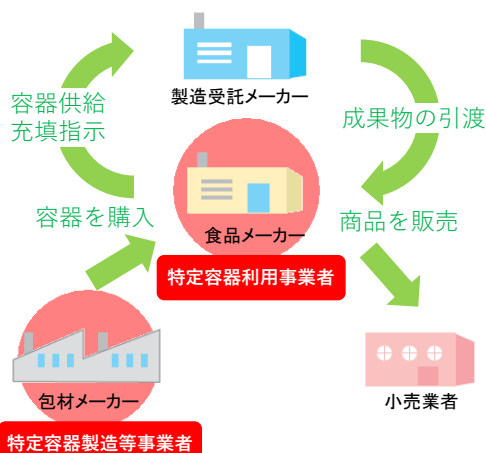 製造受託メーカー
容器供給
充填指示
成果物の引渡
食品メーカー
容器を購入
商品を販売
特定容器利用事業者
包材メーカー
小売業者
特定容器製造等事業者